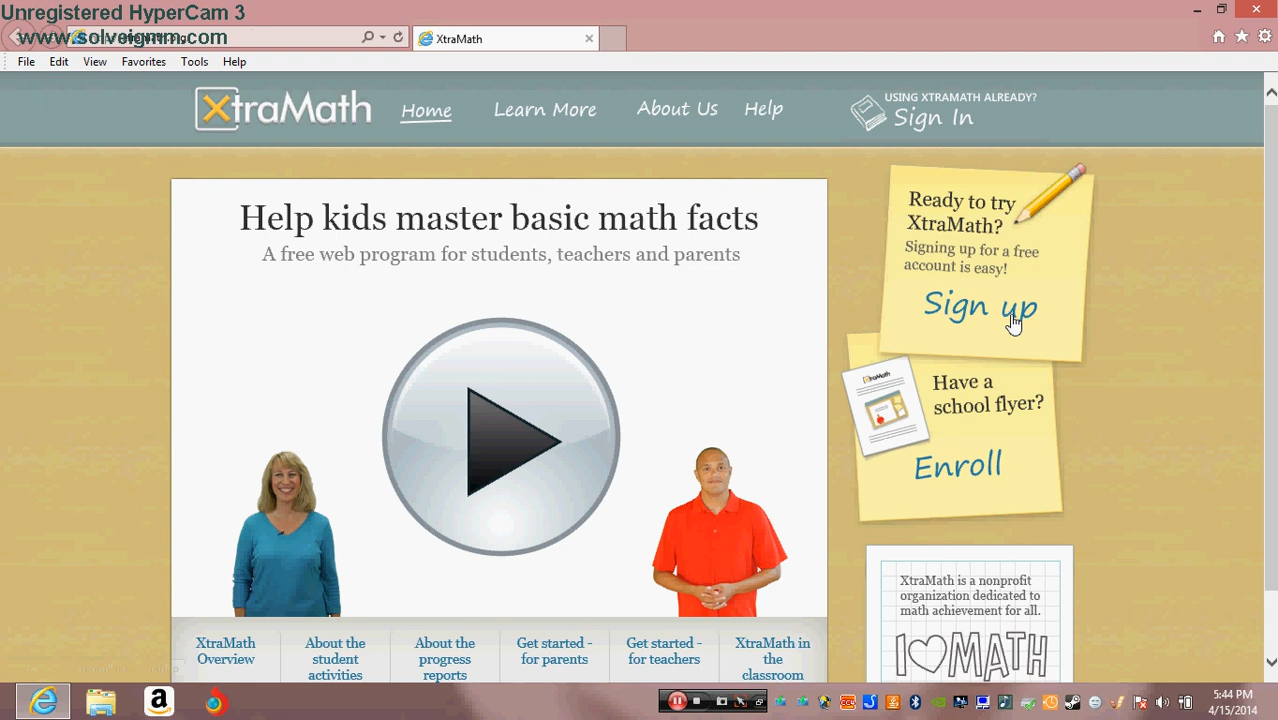 Unregistered HyperCam 3
www.solveigmm.com
XtraMath
File Edit View Favorites Tools Help
XtraMath
Home Learn More About Us Help
USING XTRAMATH ALREADY?
Sign In
Help kids master basic math facts
A free web program for students, teachers and parents
Ready to try
XtraMath?
Signing up for a free
account is easy!
Sign up
XtraMath
Have a
school flyer?
Enroll
XtraMath is a nonprofit
organization dedicated to
math achievement for all.
I MATH
XtraMath
Overview
About the
student
activities
About the
progress
reports
Get started -
for parents
Get started -
for teachers
XtraMath in
the
classroom
5:44 PM
4/15/2014